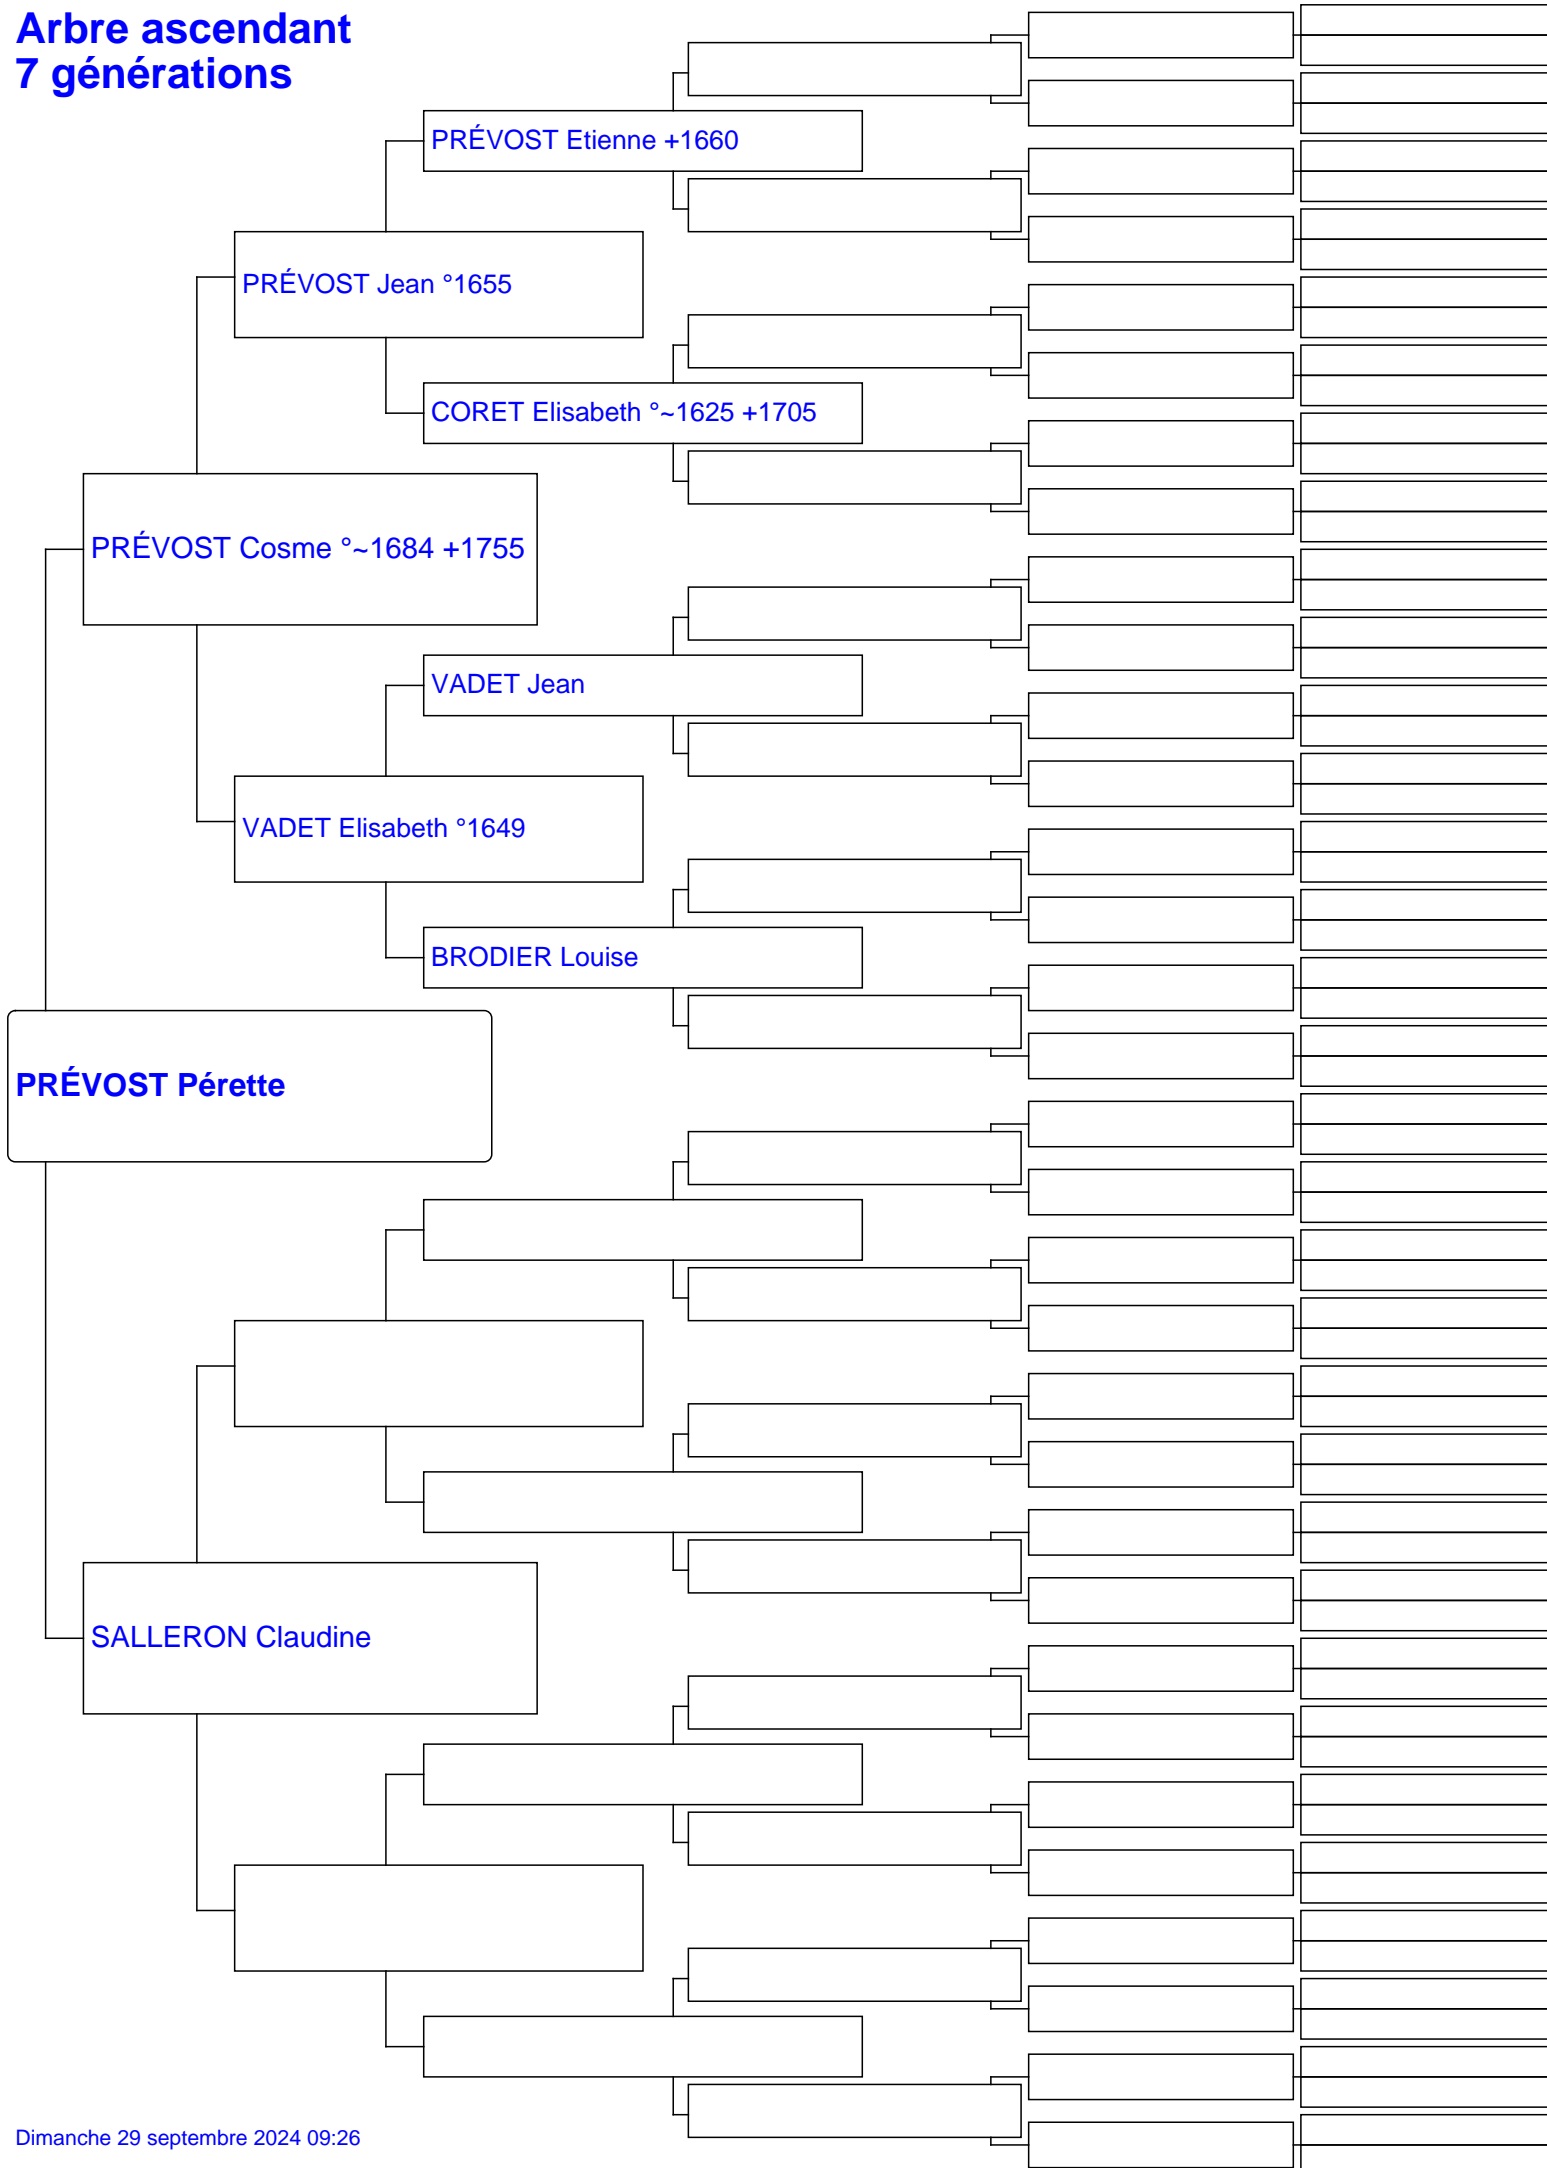 Arbre ascendant
7 générations
PRÉVOST Etienne +1660
PRÉVOST Jean °1655
CORET Elisabeth °~1625 +1705
PRÉVOST Cosme °~1684 +1755
VADET Jean
VADET Elisabeth °1649
BRODIER Louise
PRÉVOST Pérette
SALLERON Claudine
Dimanche 29 septembre 2024 09:26